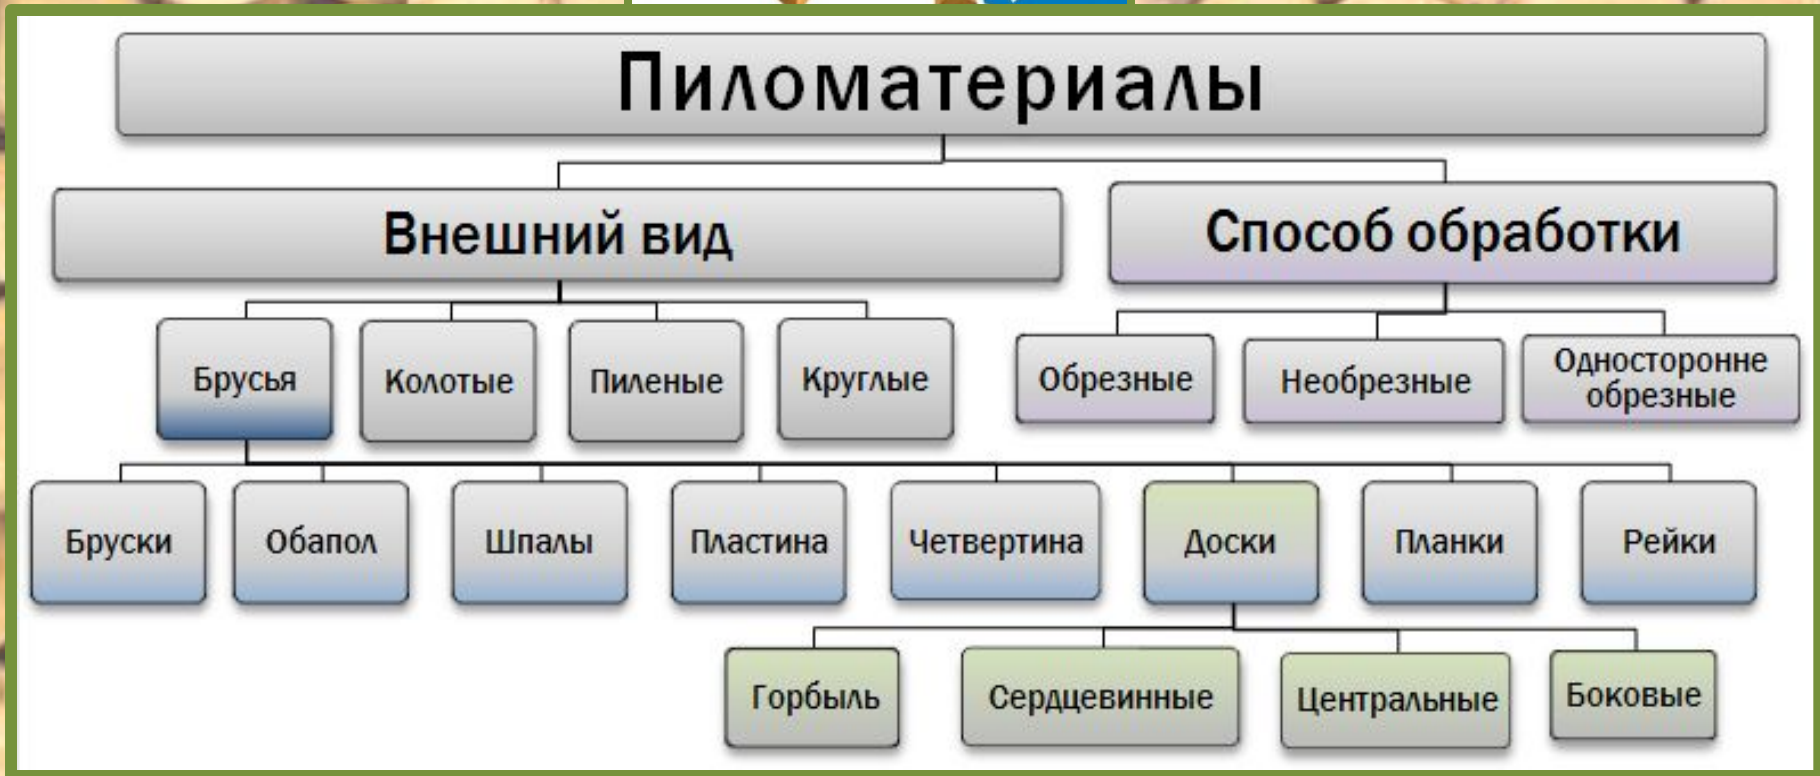 Пиломатериалы
Внешний вид
Способ обработки
Брусья
Колотые
Пиленые
Круглые
Обрезные
Необрезные
Односторонне
обрезные
Бруски
Обапол
Шпалы
Пластина
Четвертина
Доски
Планки
Рейки
Горбыль
Сердцевинные
Центральные
Боковые